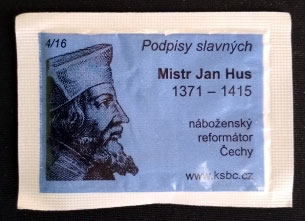 4/16
Podpisy slavných
Mistr Jan Hus
1371 – 1415
náboženský
reformátor
Čechy
www.ksbc.cz